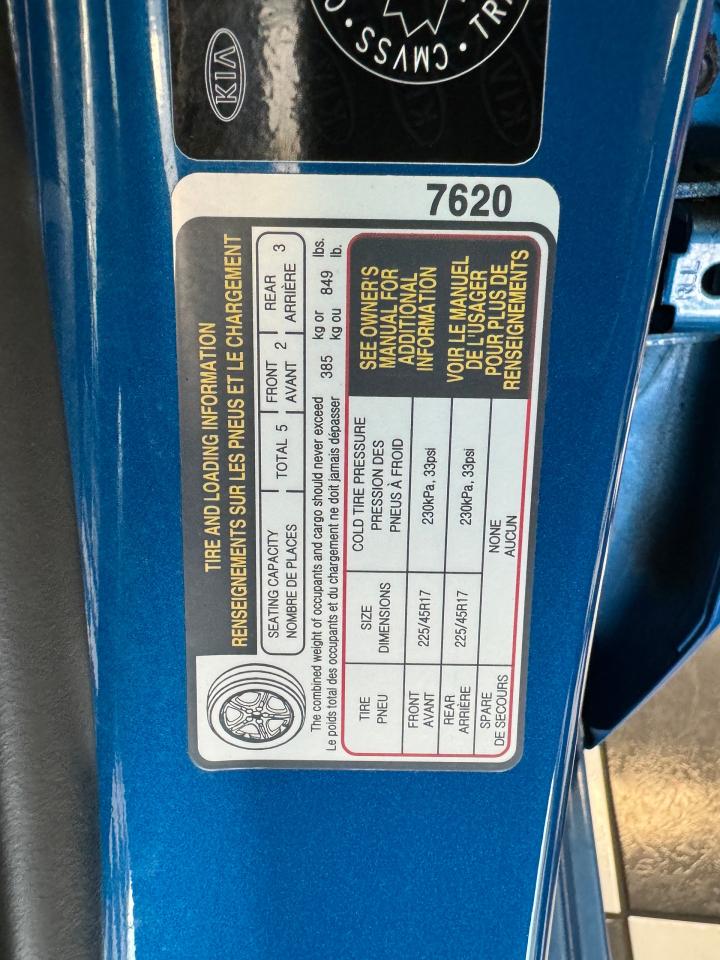 KIA
CMVSS •
7620
TIRE AND LOADING INFORMATION
RENSEIGNEMENTS SUR LES PNEUS ET LE CHARGEMENT
SEATING CAPACITY TOTAL 5 FRONT 2 REAR 3
NOMBRE DE PLACES AVANT ARRIÈRE
The combined weight of occupants and cargo should never exceed 385 kg or 849 lbs.
Le poids total des occupants et du chargement ne doit jamais dépasser kg ou lb.
TIRE SIZE COLD TIRE PRESSURE
PNEU DIMENSIONS PRESSION DES
PNEUS À FROID
FRONT 225/45R17 230kPa, 33psi
AVANT
REAR 225/45R17 230kPa, 33psi
ARRIÈRE
SPARE NONE
DE SECOURS AUCUN
SEE OWNER'S
MANUAL FOR
ADDITIONAL
INFORMATION
VOIR LE MANUEL
DE L'USAGER
POUR PLUS DE
RENSEIGNEMENTS